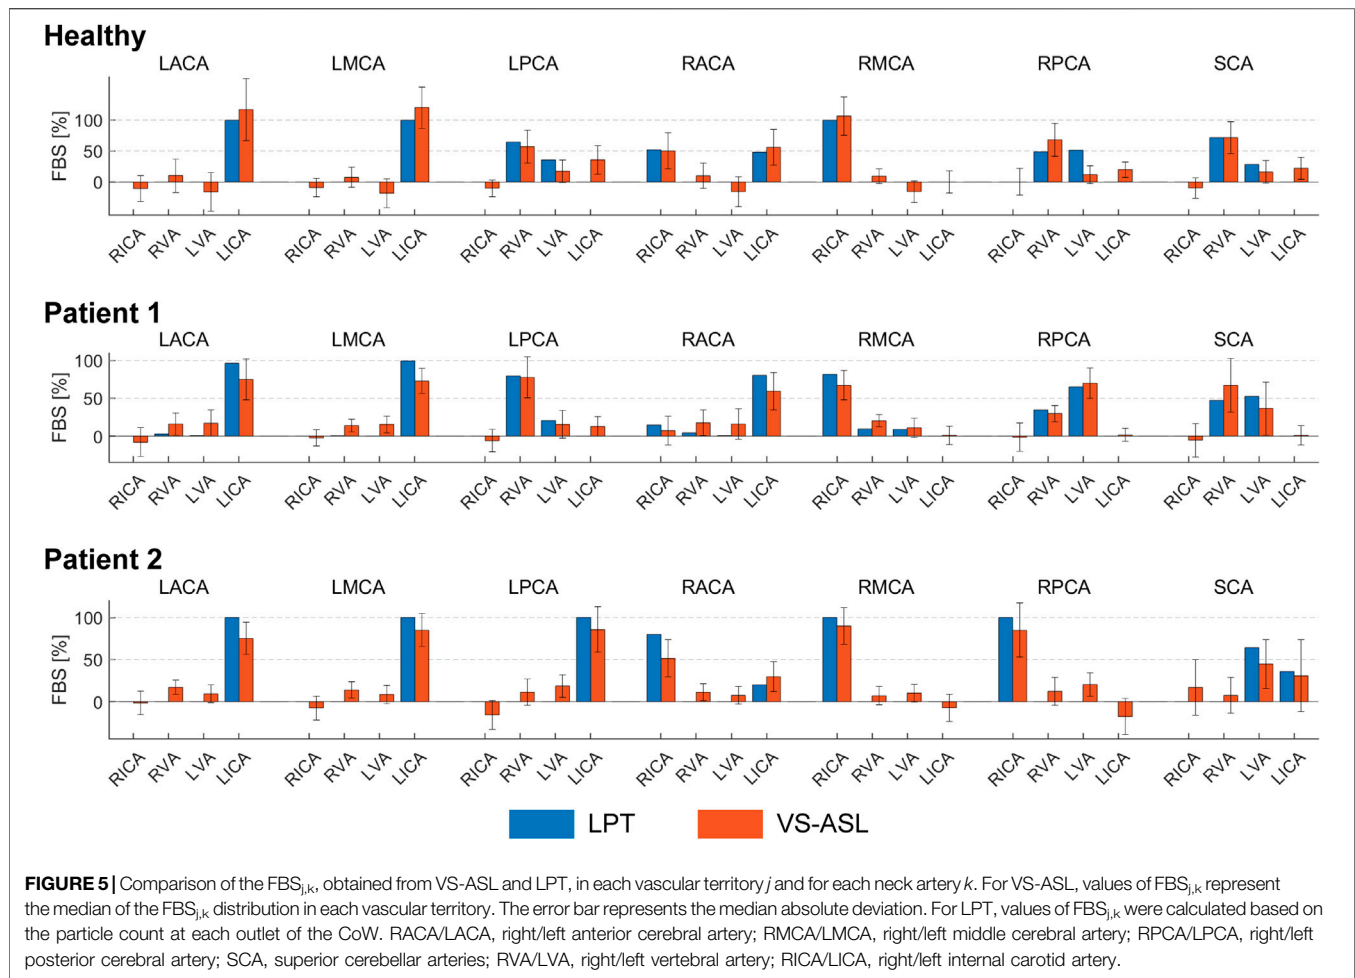 Healthy
LACA LMCA LPCA RACA RMCA RPCA SCA
FBS [%]
100
50
0
RICA RVA LVA LICA RICA RVA LVA LICA RICA RVA LVA LICA RICA RVA LVA LICA RICA RVA LVA LICA RICA RVA LVA LICA RICA RVA LVA LICA
Patient 1
LACA LMCA LPCA RACA RMCA RPCA SCA
FBS [%]
100
50
0
RICA RVA LVA LICA RICA RVA LVA LICA RICA RVA LVA LICA RICA RVA LVA LICA RICA RVA LVA LICA RICA RVA LVA LICA RICA RVA LVA LICA
Patient 2
LACA LMCA LPCA RACA RMCA RPCA SCA
FBS [%]
100
50
0
RICA RVA LVA LICA RICA RVA LVA LICA RICA RVA LVA LICA RICA RVA LVA LICA RICA RVA LVA LICA RICA RVA LVA LICA RICA RVA LVA LICA
LPT VS-ASL
FIGURE 5 | Comparison of the FBSj,k, obtained from VS-ASL and LPT, in each vascular territory j and for each neck artery k. For VS-ASL, values of FBSj,k represent
the median of the FBSj,k distribution in each vascular territory. The error bar represents the median absolute deviation. For LPT, values of FBSj,k were calculated based on
the particle count at each outlet of the CoW. RACA/LACA, right/left anterior cerebral artery; RMCA/LMCA, right/left middle cerebral artery; RPCA/LPCA, right/left
posterior cerebral artery; SCA, superior cerebellar arteries; RVA/LVA, right/left vertebral artery; RICA/LICA, right/left internal carotid artery.